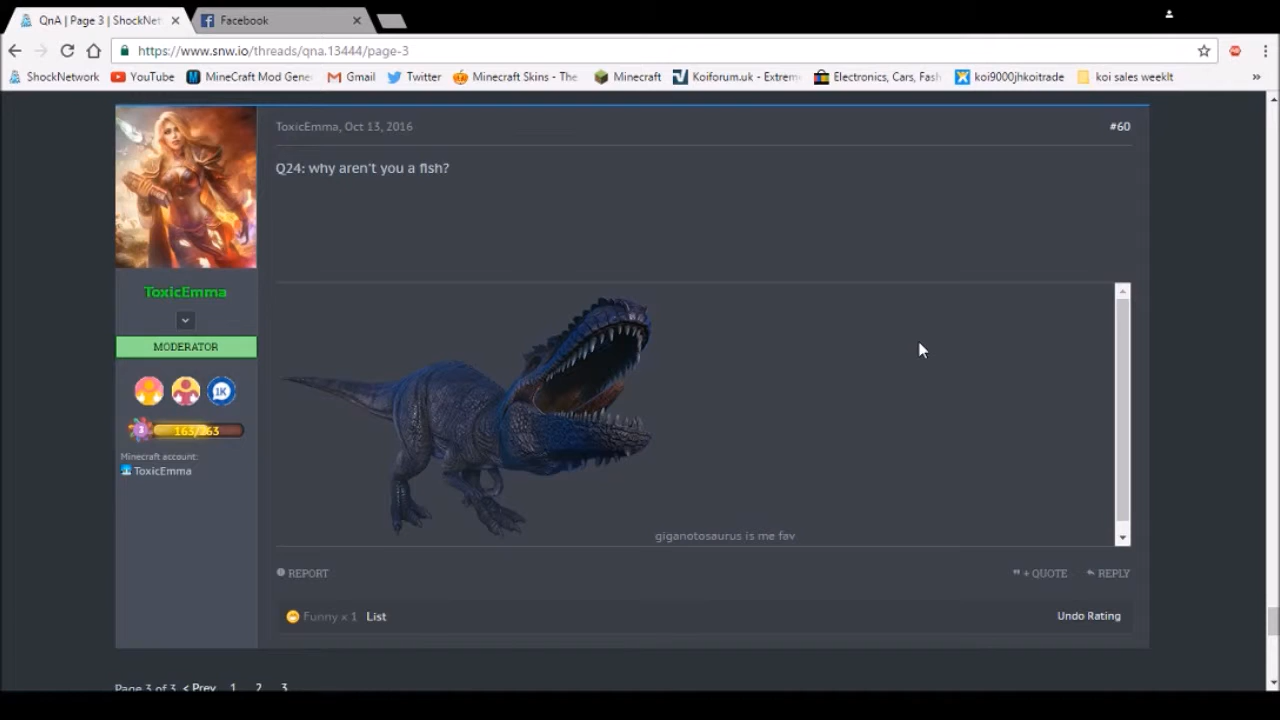 QnA | Page 3 | ShockNet
Facebook
https://www.snw.io/threads/qna.13444/page-3
ShockNetwork
YouTube
MineCraft Mod Gene
Gmail
Twitter
Minecraft Skins - The
Minecraft
Koiforum.uk - Extrem
Electronics, Cars, Fash
koi9000jhkoitrade
koi sales weeklt
»
ToxicEmma, Oct 13, 2016
#60
Q24: why aren't you a fish?
ToxicEmma
MODERATOR
1K
3
163/363
Minecraft account:
ToxicEmma
giganotosaurus is me fav
REPORT
+ QUOTE
REPLY
Funny x 1 List
Undo Rating
Page 3 of 3 < Prev 1 2 3